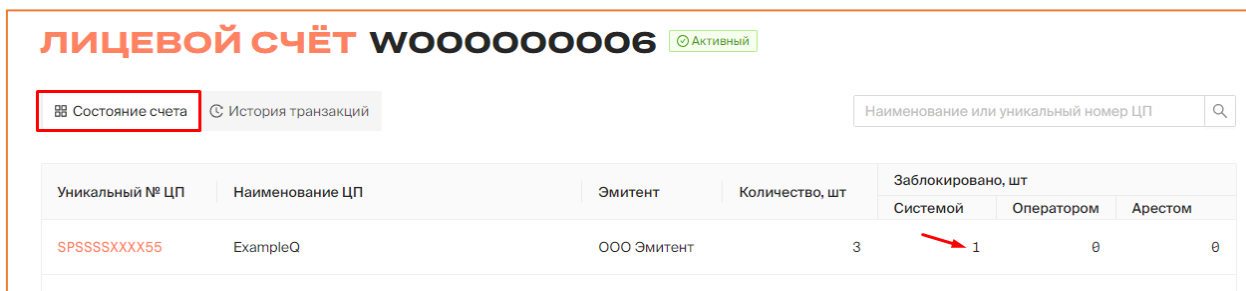 ЛИЦЕВОЙ СЧЁТ W000000006 Активный
Состояние счета История транзакций Наименование или уникальный номер ЦП
Уникальный № ЦП Наименование ЦП Эмитент Количество, шт Заблокировано, шт
Системой Оператором Арестом
SPSSSSXXXX55 ExampleQ ООО Эмитент 3 1 0 0